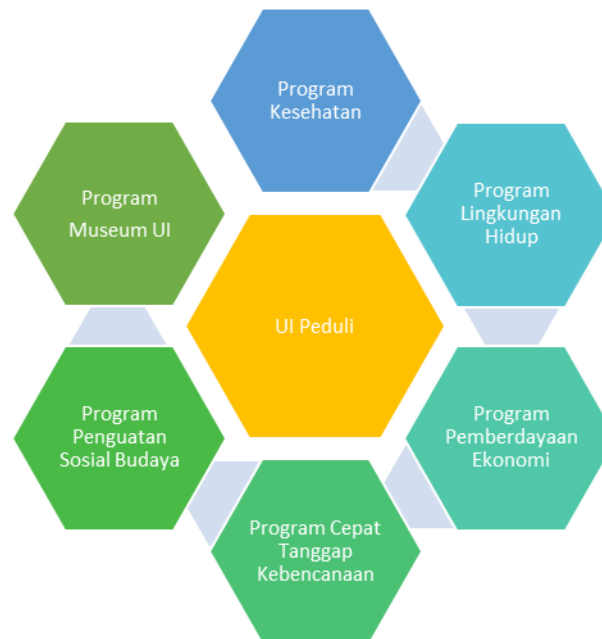 Program
Kesehatan
Program
Lingkungan
Hidup
Program
Pemberdayaan
Ekonomi
Program Cepat
Tanggap
Kebencanaan
Program
Penguatan
Sosial Budaya
Program
Museum UI
UI Peduli